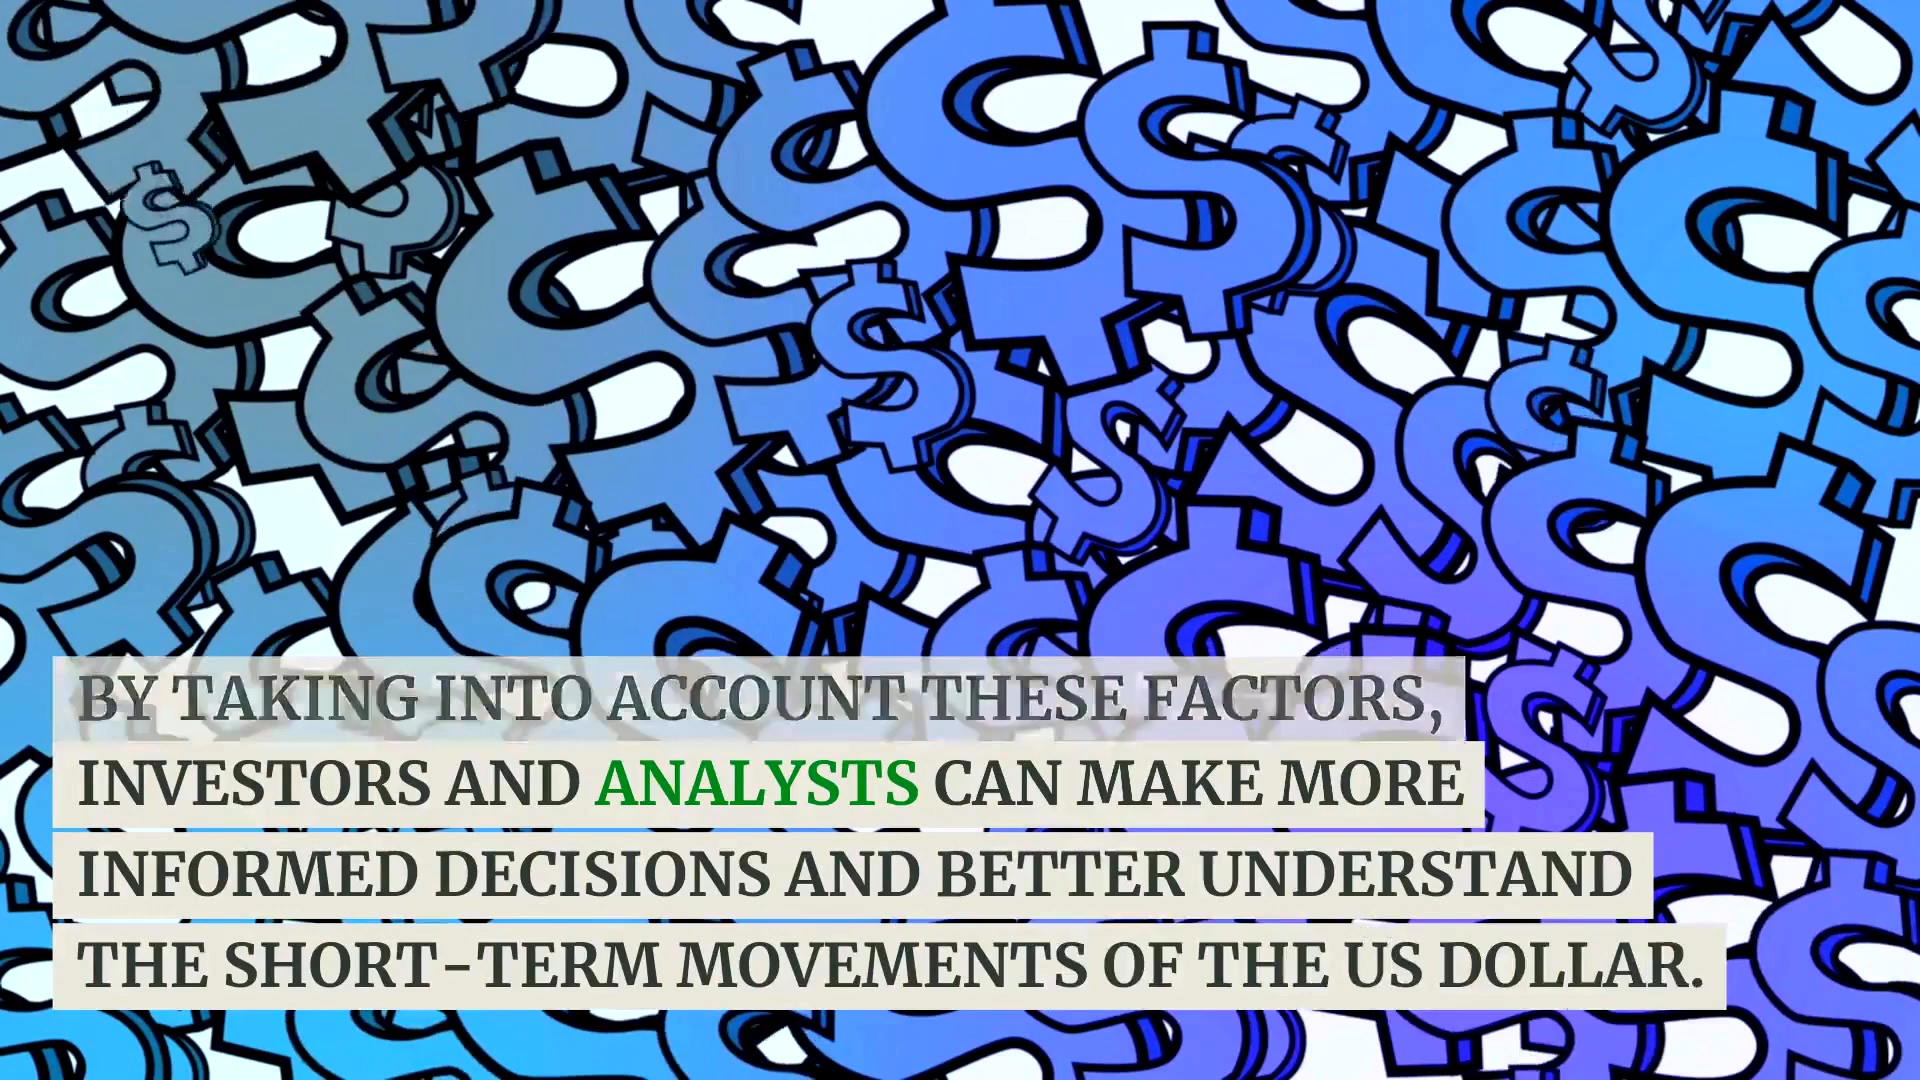 BY TAKING INTO ACCOUNT THESE FACTORS,
INVESTORS AND ANALYSTS CAN MAKE MORE
INFORMED DECISIONS AND BETTER UNDERSTAND
THE SHORT-TERM MOVEMENTS OF THE US DOLLAR.